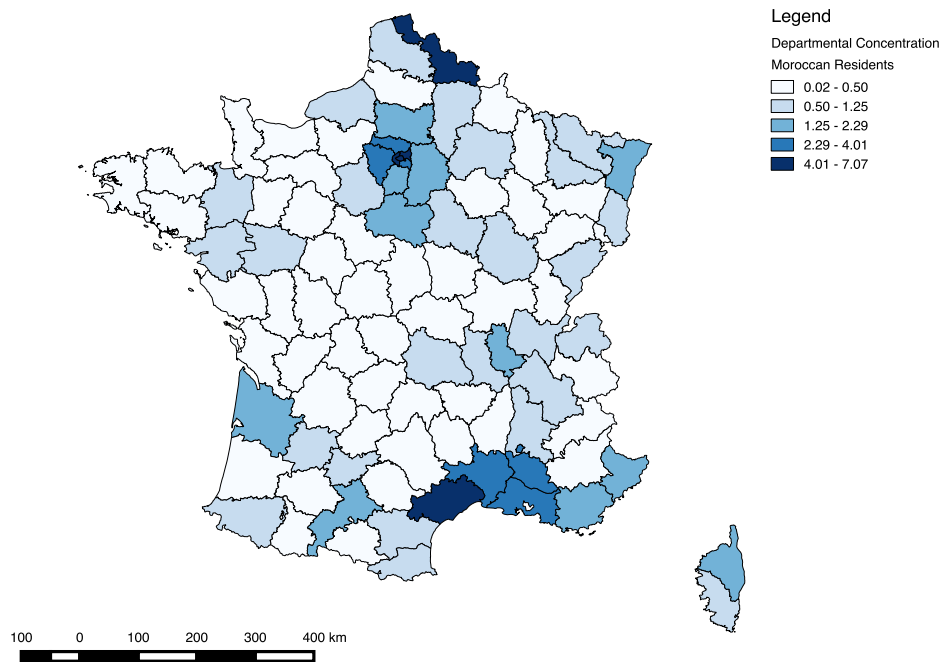 Legend
Departmental Concentration
Moroccan Residents
0.02 - 0.50
0.50 - 1.25
1.25 - 2.29
2.29 - 4.01
4.01 - 7.07
100 0 100 200 300 400 km